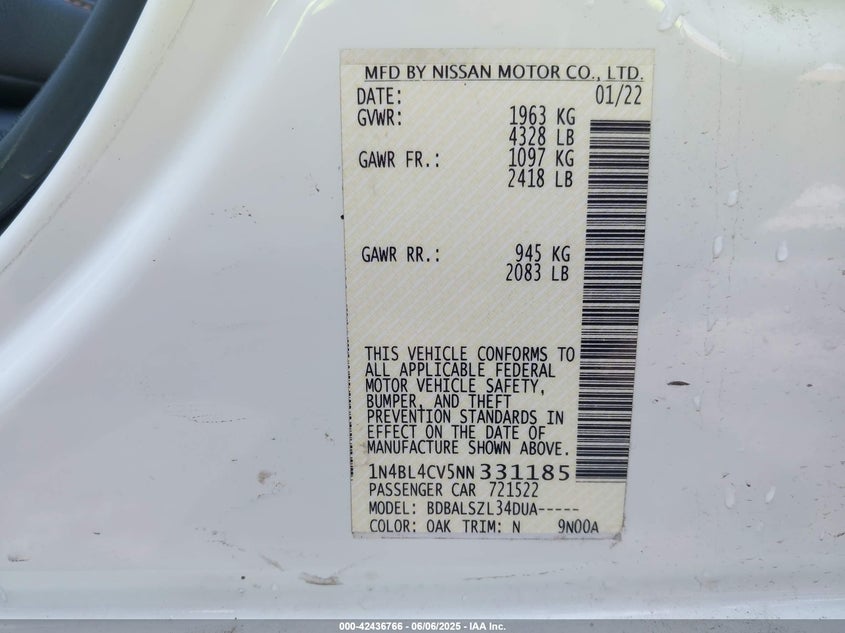 MFD BY NISSAN MOTOR CO., LTD.
DATE: 01/22
GVWR: 1963 KG
4328 LB
GAWR FR.: 1097 KG
2418 LB
GAWR RR.: 945 KG
2083 LB
THIS VEHICLE CONFORMS TO
ALL APPLICABLE FEDERAL
MOTOR VEHICLE SAFETY,
BUMPER, AND THEFT
PREVENTION STANDARDS IN
EFFECT ON THE DATE OF
MANUFACTURE SHOWN ABOVE.
1N4BL4CV5NN331185
PASSENGER CAR 721522
MODEL: BDBALSZL34DUA-----
COLOR: OAK TRIM: N 9N00A
000-42436766 - 06/06/2025 - IAA Inc.